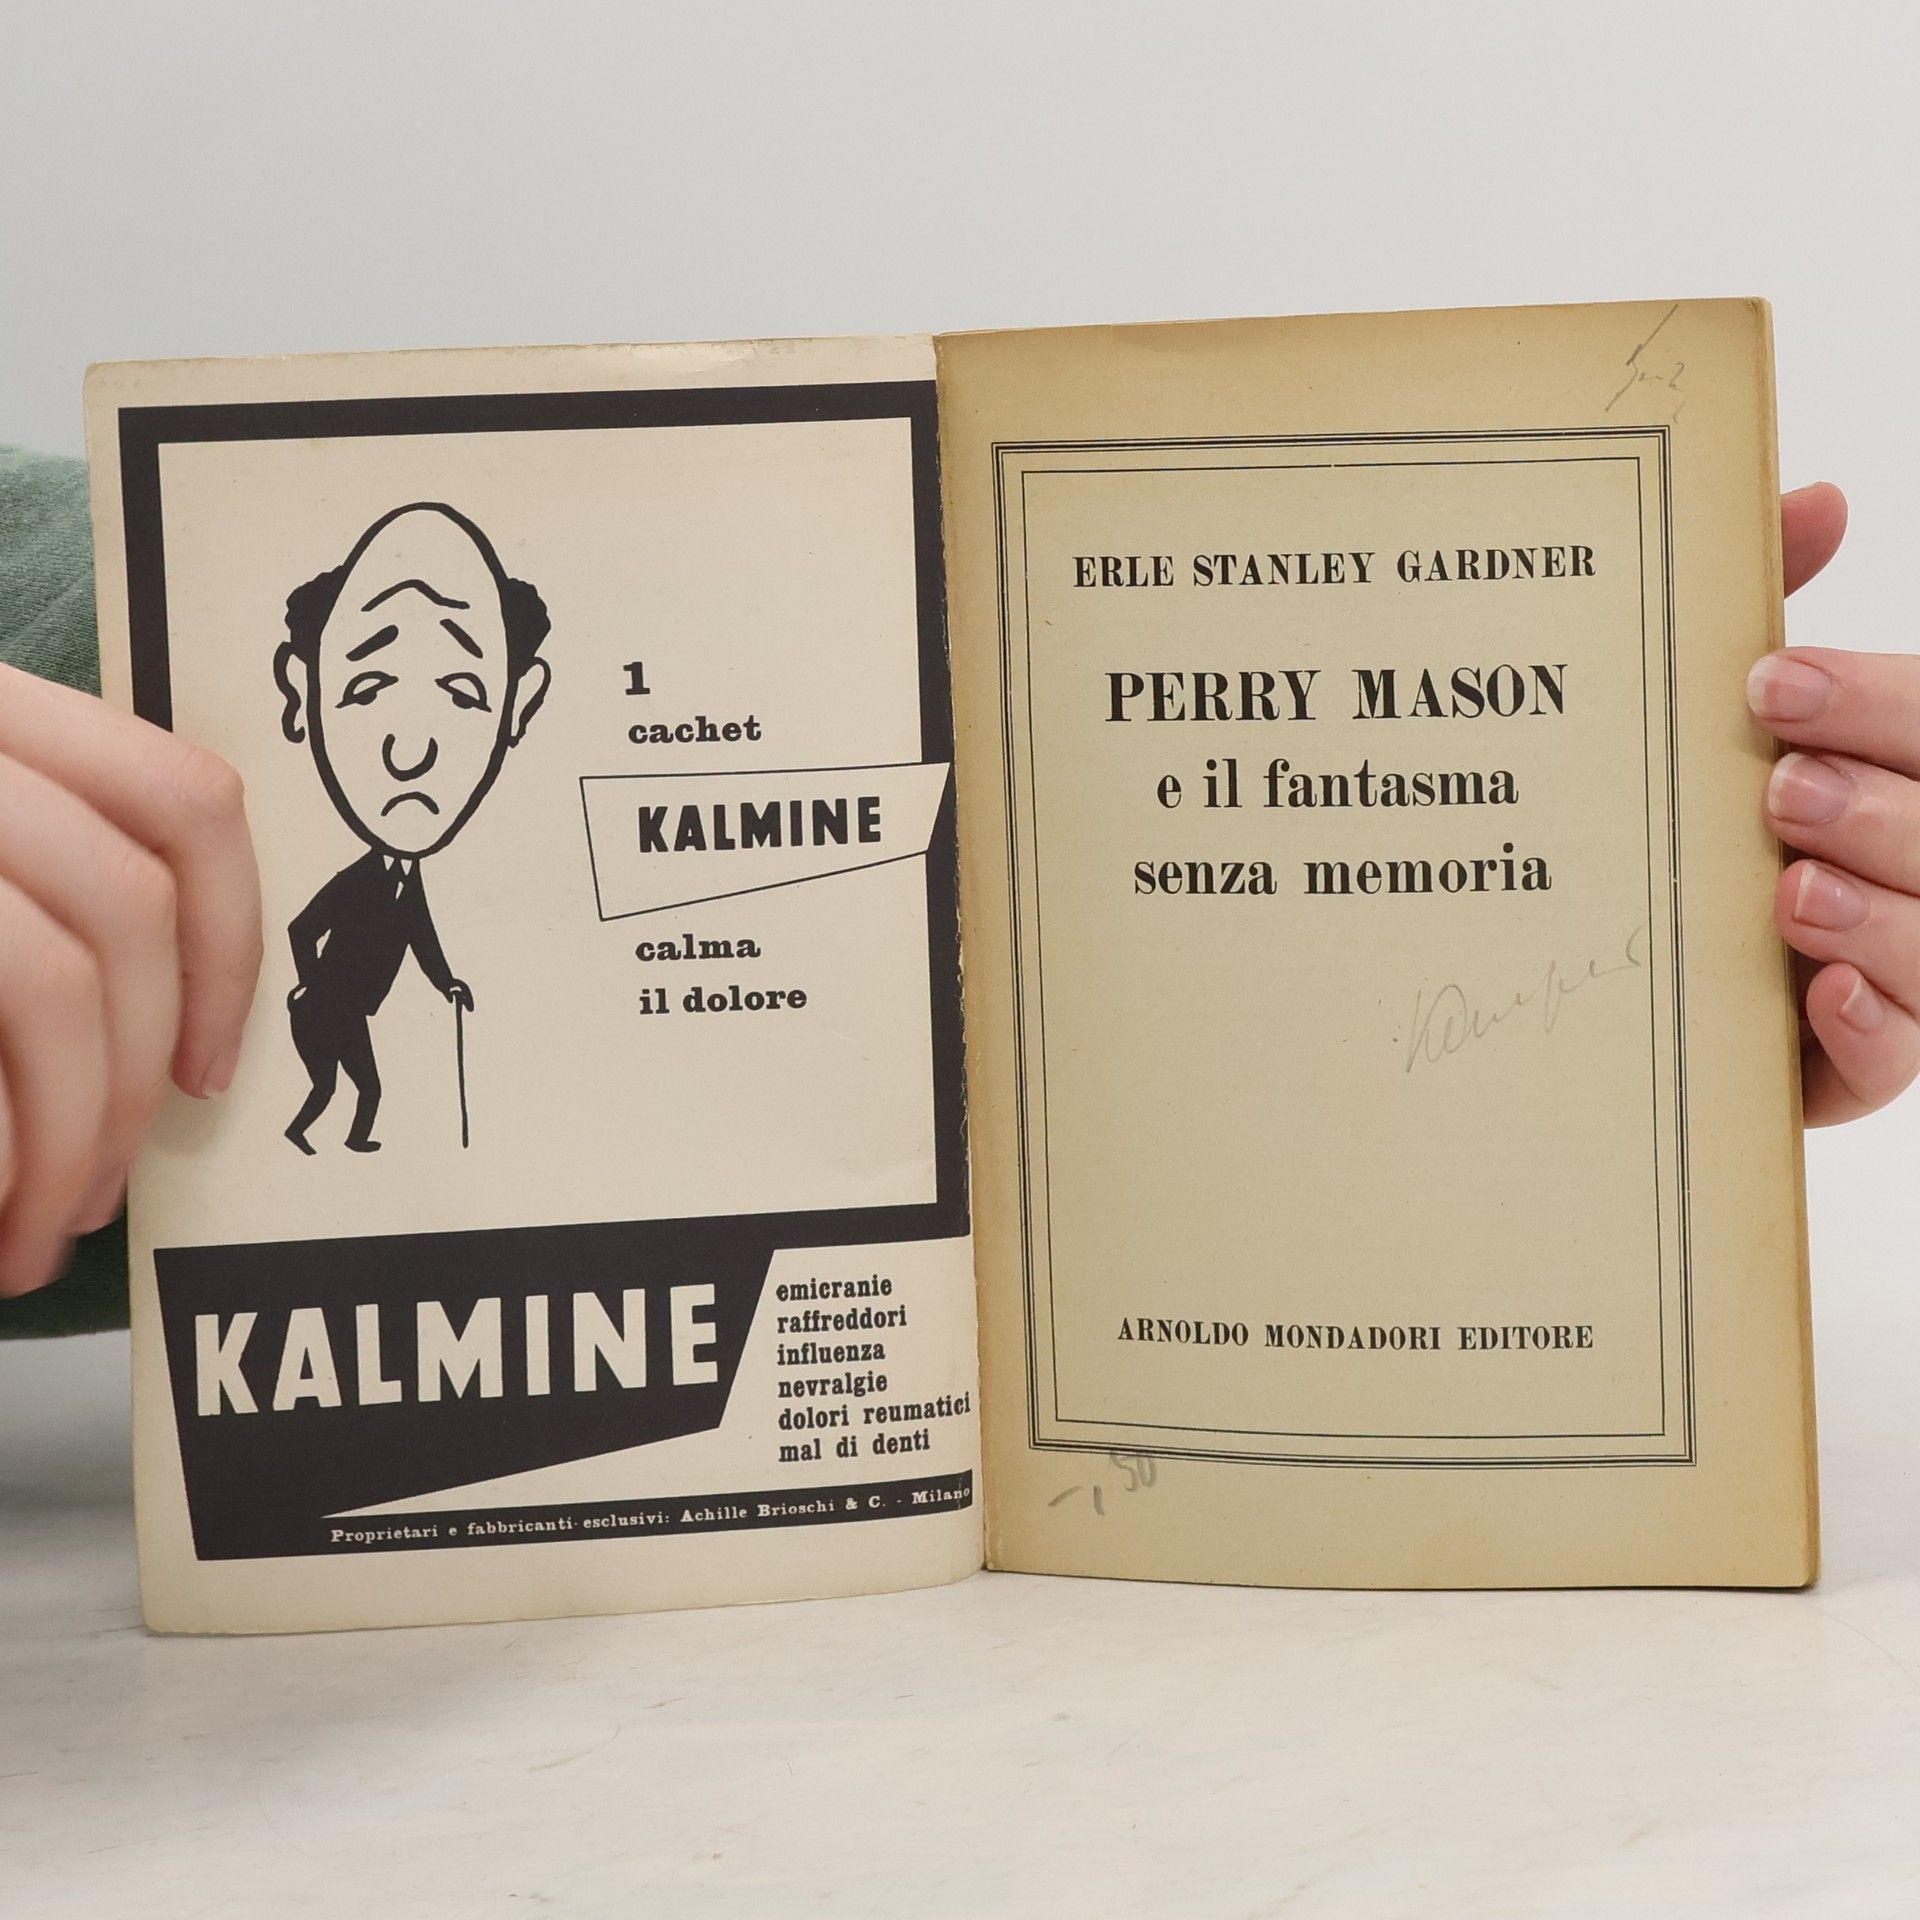 1
cachet
KALMINE
calma
il dolore
KALMINE
emicranie
raffreddori
influenza
nevralgie
dolori reumatici
mal di denti
Proprietari e fabbricanti esclusivi: Achille Brioschi & C. - Milano
ERLE STANLEY GARDNER
PERRY MASON
e il fantasma
senza memoria
ARNOLDO MONDADORI EDITORE
-,50